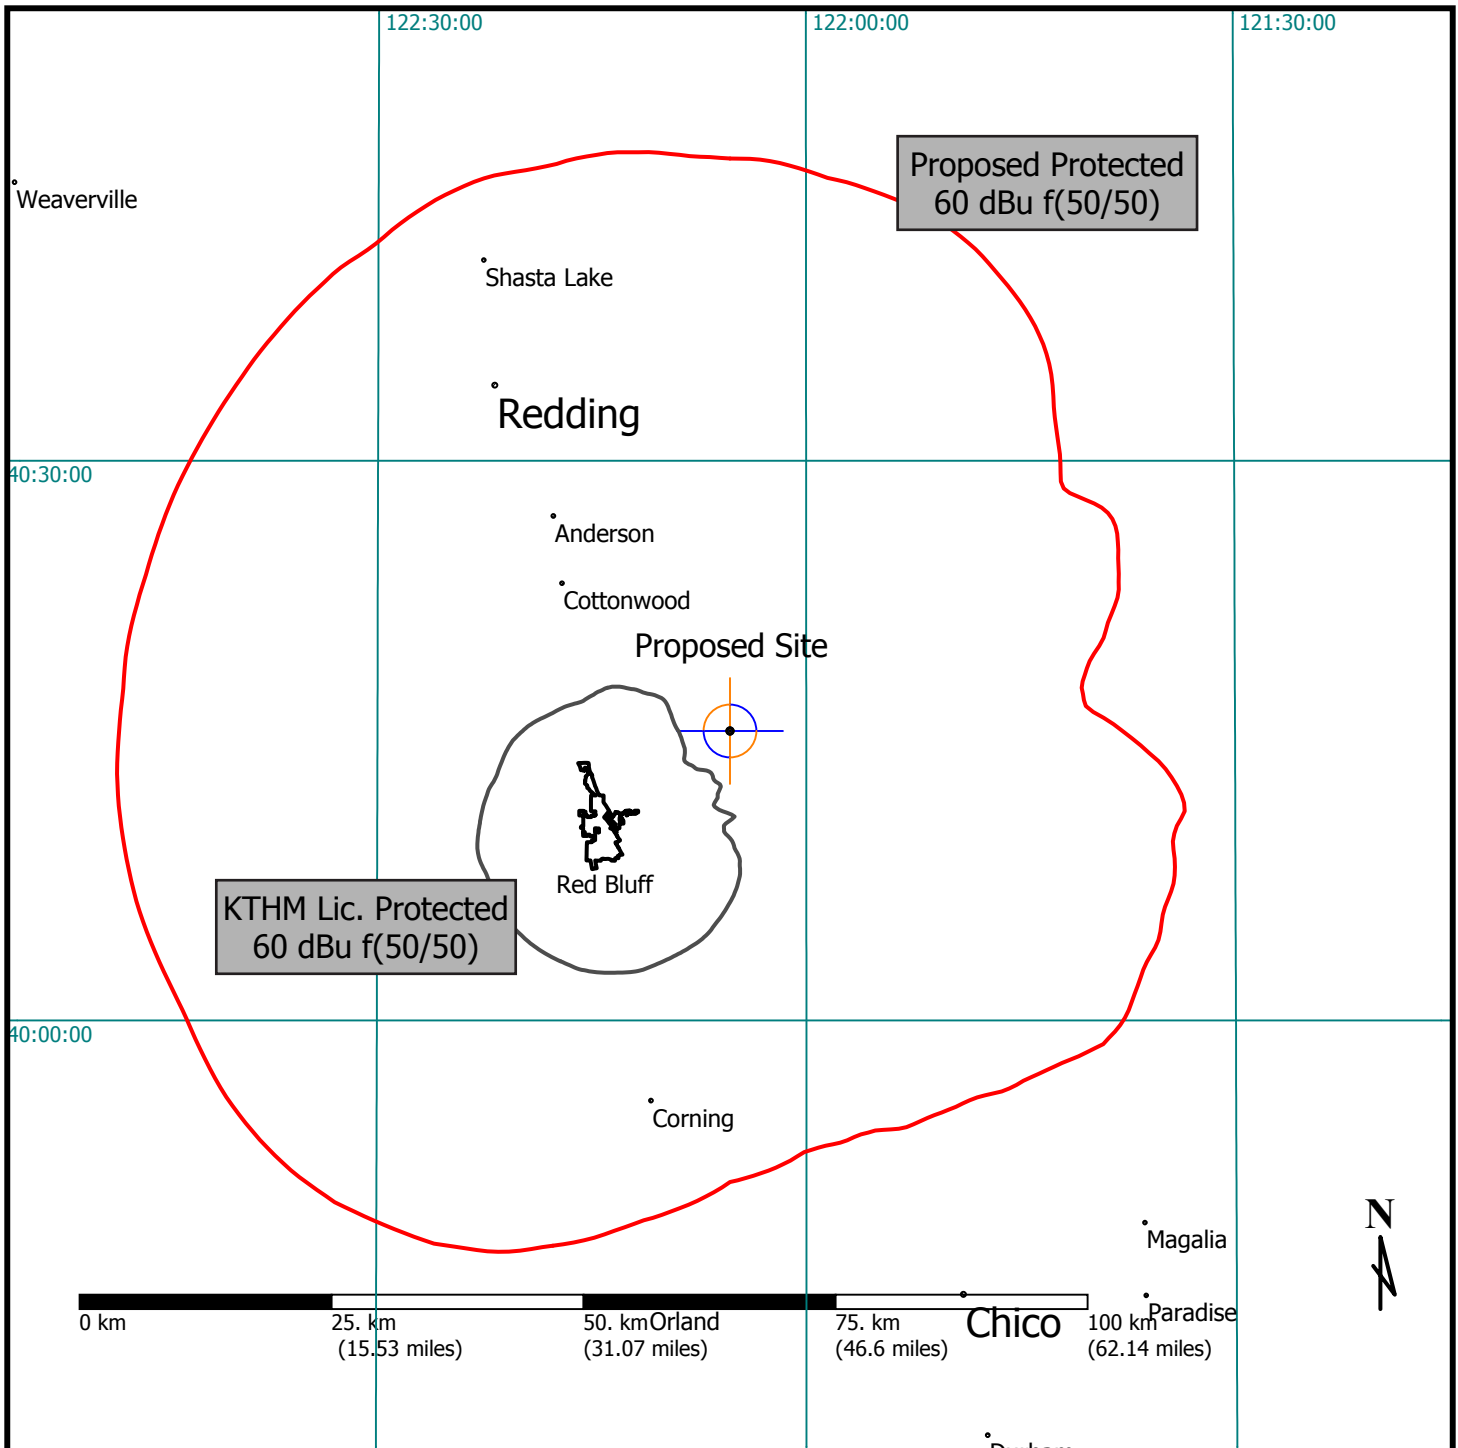 122:30:00
122:00:00
121:30:00
Proposed Protected
60 dBu f(50/50)
Weaverville
Shasta Lake
Redding
40:30:00
Anderson
Cottonwood
Proposed Site
Red Bluff
KTHM Lic. Protected
60 dBu f(50/50)
40:00:00
Corning
N
Magalia
Paradise
Chico
Orland
0 km
25. km
(15.53 miles)
50. km
(31.07 miles)
75. km
(46.6 miles)
100 km
(62.14 miles)